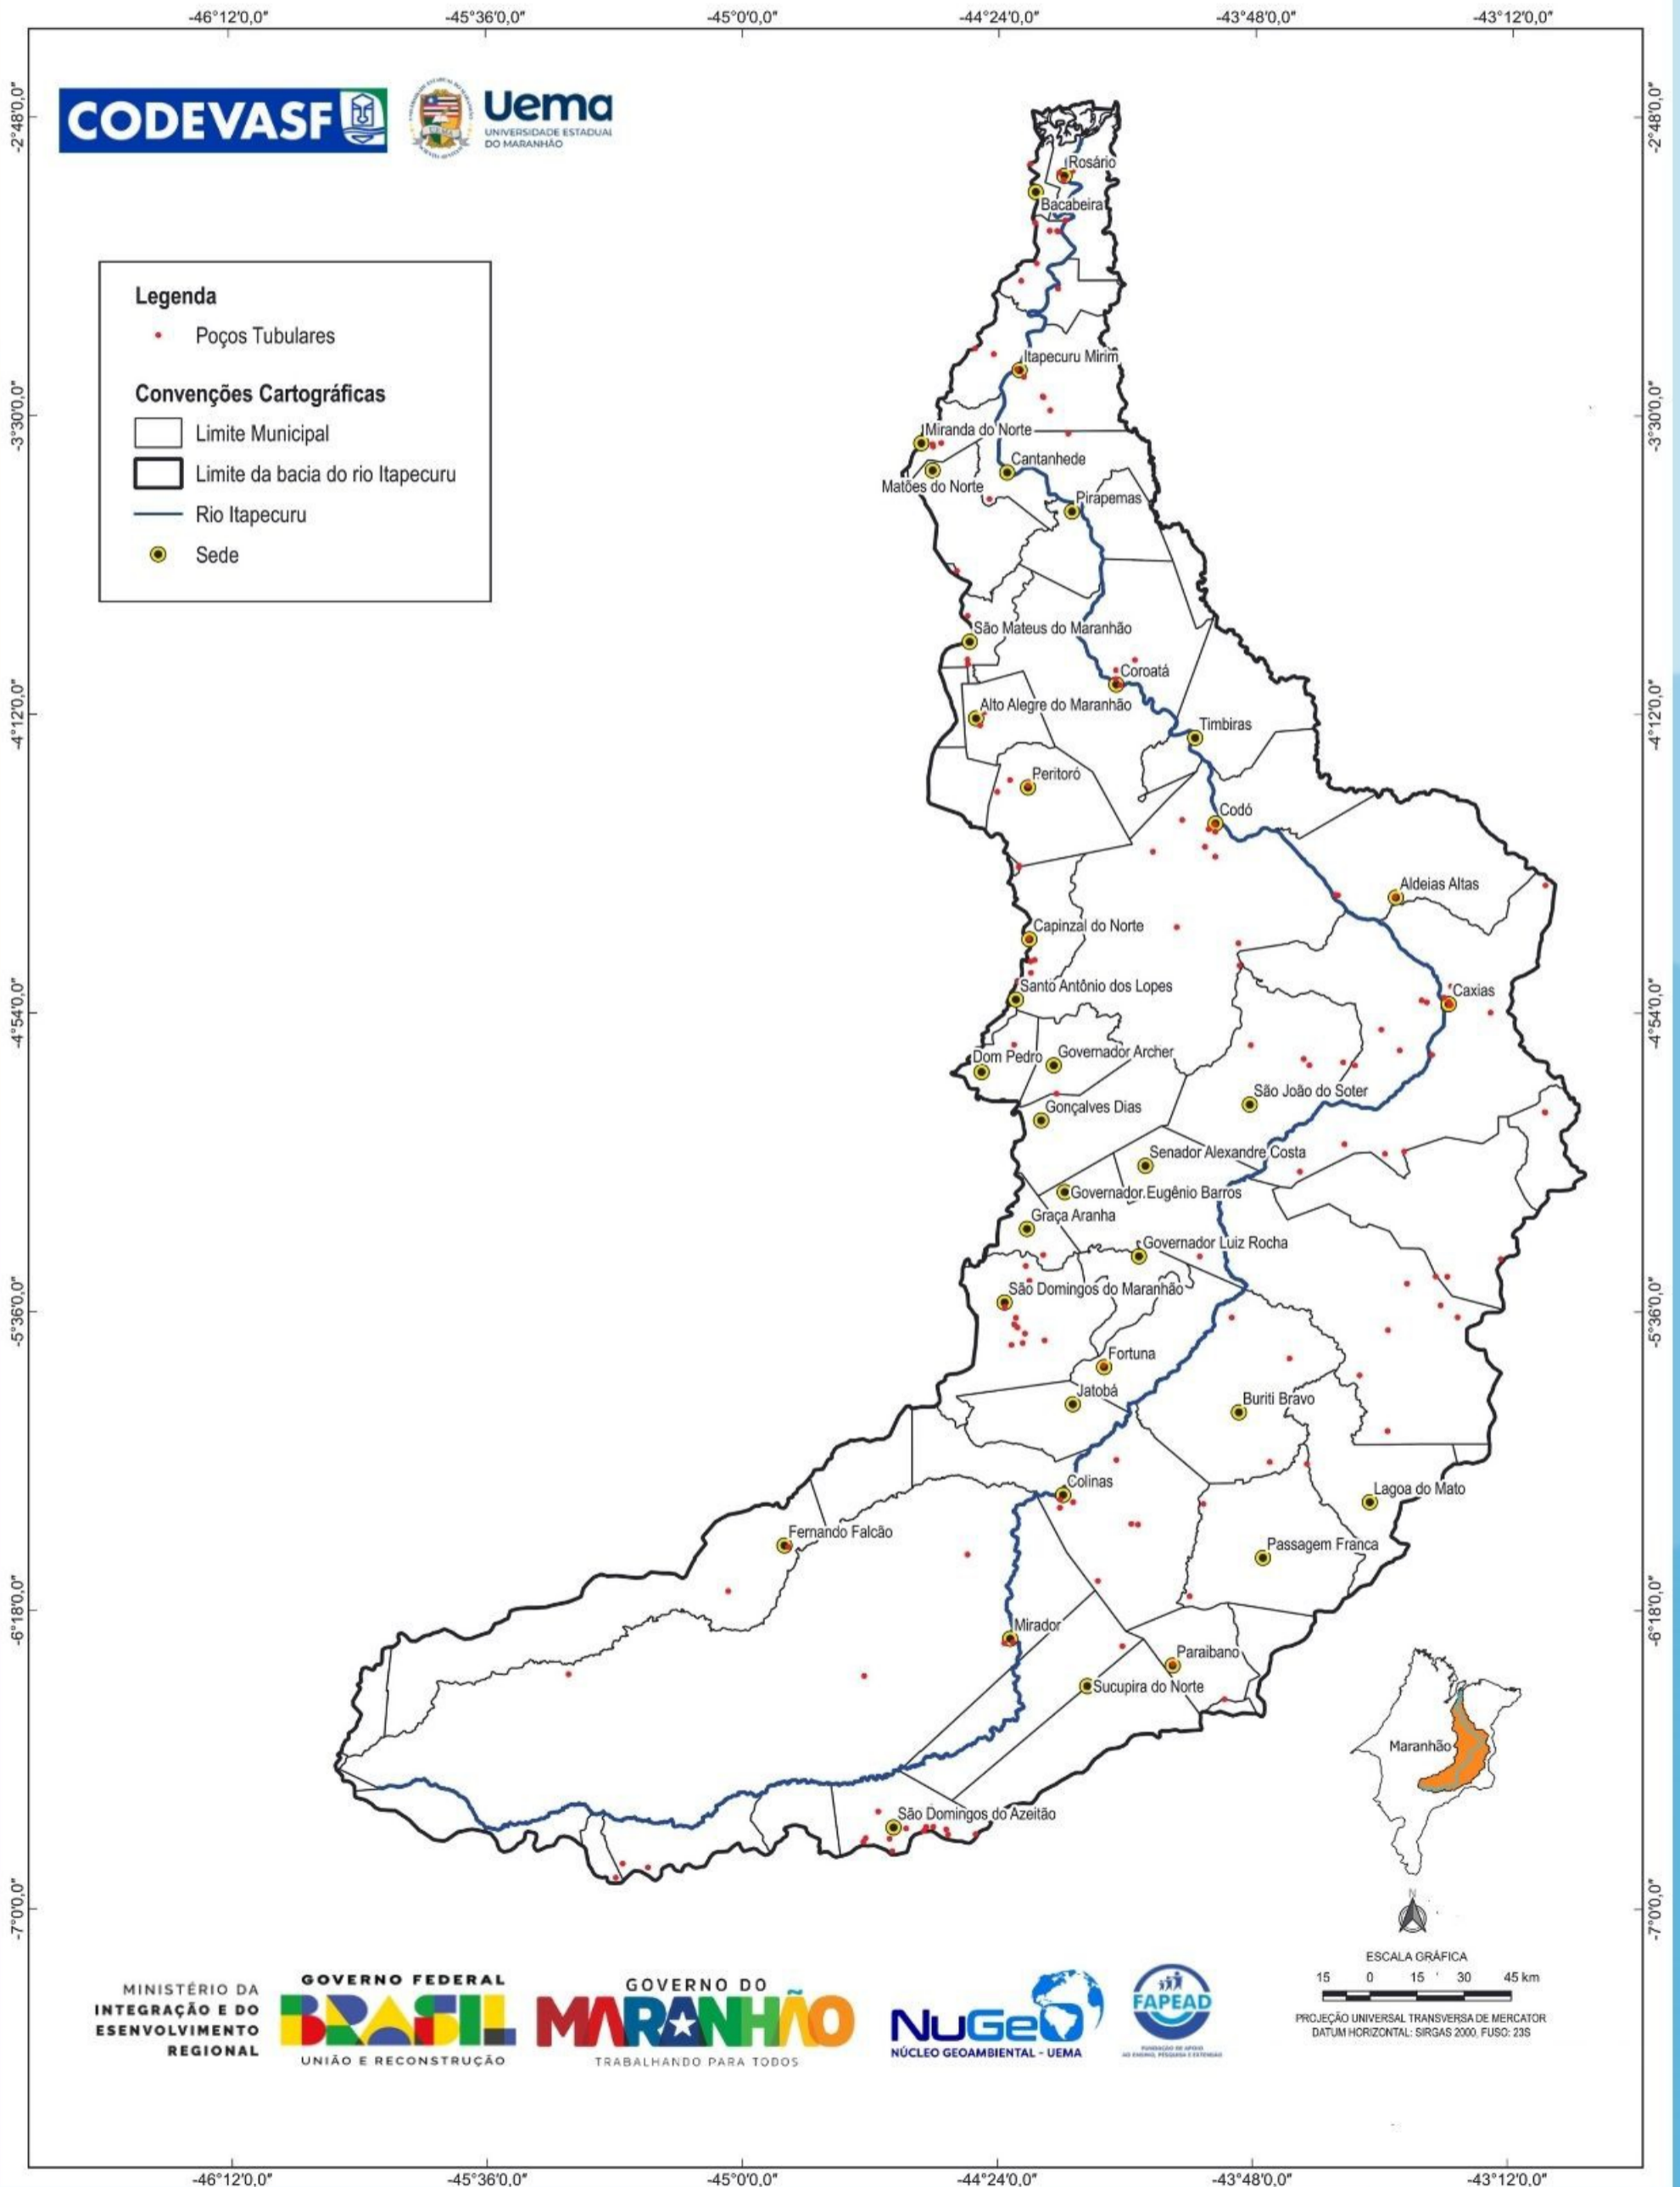 -46°12'0,0"
-45°36'0,0"
-45°0'0,0"
-44°24'0,0"
-43°48'0,0"
-43°12'0,0"
-2°48'0,0"
-3°30'0,0"
-4°12'0,0"
-4°54'0,0"
-5°36'0,0"
-6°18'0,0"
-7°0'0,0"
CODEVASF
Uema
UNIVERSIDADE ESTADUAL
DO MARANHÃO
Legenda
Poços Tubulares
Convenções Cartográficas
Limite Municipal
Limite da bacia do rio Itapecuru
Rio Itapecuru
Sede
Rosário
Bacabeira
Itapecuru Mirim
Miranda do Norte
Cantanhede
Matões do Norte
Pirapemas
São Mateus do Maranhão
Coroatá
Alto Alegre do Maranhão
Timbiras
Peritoró
Codó
Aldeias Altas
Capinzal do Norte
Santo Antônio dos Lopes
Caxias
Dom Pedro
Governador Archer
São João do Soter
Gonçalves Dias
Senador Alexandre Costa
Governador Eugênio Barros
Graça Aranha
Governador Luiz Rocha
São Domingos do Maranhão
Fortuna
Jatobá
Buriti Bravo
Colinas
Lagoa do Mato
Fernando Falcão
Passagem Franca
Mirador
Paraibano
Sucupira do Norte
São Domingos do Azeitão
Maranhão
N
ESCALA GRÁFICA
15 0 15 30 45 km
PROJEÇÃO UNIVERSAL TRANSVERSA DE MERCATOR
DATUM HORIZONTAL: SIRGAS 2000, FUSO: 23S
MINISTÉRIO DA
INTEGRAÇÃO E DO
ESENVOLVIMENTO
REGIONAL
GOVERNO FEDERAL
BRASIL
UNIÃO E RECONSTRUÇÃO
GOVERNO DO
MARANHÃO
TRABALHANDO PARA TODOS
NuGeo
NÚCLEO GEOAMBIENTAL - UEMA
FAPEAD
FUNDAÇÃO DE APOIO
AO ENSINO, PESQUISA E EXTENSÃO
-2°48'0,0"
-3°30'0,0"
-4°12'0,0"
-4°54'0,0"
-5°36'0,0"
-6°18'0,0"
-7°0'0,0"
-46°12'0,0"
-45°36'0,0"
-45°0'0,0"
-44°24'0,0"
-43°48'0,0"
-43°12'0,0"